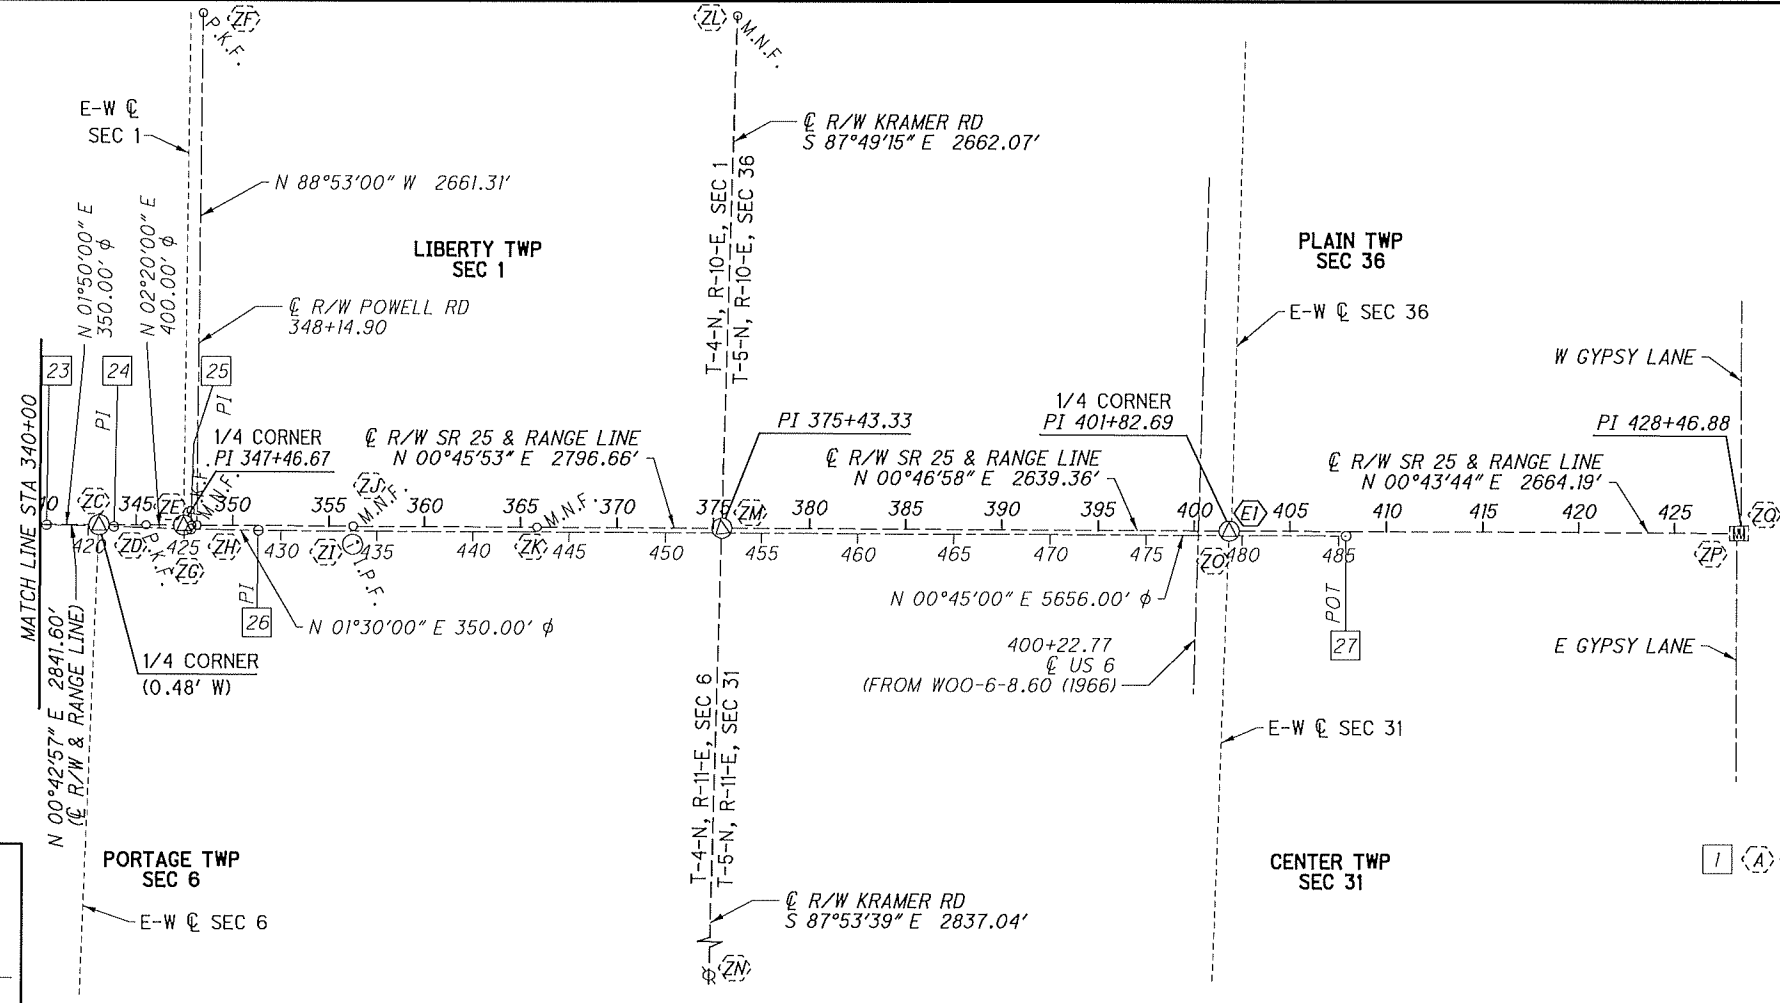 P.K.F.
ZF
ZL
M.N.F.
E-W ℄
SEC 1
℄ R/W KRAMER RD
S 87°49'15" E 2662.07'
N 88°53'00" W 2661.31'
T-4-N, R-10-E, SEC 1
T-5-N, R-10-E, SEC 36
N 01°50'00" E
350.00' ϕ
N 02°20'00" E
400.00' ϕ
LIBERTY TWP
SEC 1
PLAIN TWP
SEC 36
℄ R/W POWELL RD
348+14.90
E-W ℄ SEC 36
W GYPSY LANE
MATCH LINE STA 340+00
23
24
25
PI
PI
1/4 CORNER
PI 347+46.67
℄ R/W SR 25 & RANGE LINE
N 00°45'53" E 2796.66'
PI 375+43.33
℄ R/W SR 25 & RANGE LINE
N 00°46'58" E 2639.36'
1/4 CORNER
PI 401+82.69
℄ R/W SR 25 & RANGE LINE
N 00°43'44" E 2664.19'
PI 428+46.88
10 ZC 345 ZE M.N.F. 350 355 ZJ M.N.F. 360 365 M.N.F. 370 375 ZM 380 385 390 395 400 E1 405 410 415 420 425 ZQ
420 ZD P.K.F. 425 ZG ZH 430 ZI I.P.F. 435 440 ZK 445 450 455 460 465 470 475 ZO 480 485 ZP
PI
26
N 01°30'00" E 350.00' ϕ
N 00°45'00" E 5656.00' ϕ
POT
27
1/4 CORNER
(0.48' W)
400+22.77
℄ US 6
(FROM WOO-6-8.60 (1966)
E GYPSY LANE
N 00°42'57" E 2841.60'
(℄ R/W & RANGE LINE)
T-4-N, R-11-E, SEC 6
T-5-N, R-11-E, SEC 31
E-W ℄ SEC 31
PORTAGE TWP
SEC 6
CENTER TWP
SEC 31
1 A
E-W ℄ SEC 6
℄ R/W KRAMER RD
S 87°53'39" E 2837.04'
ZN